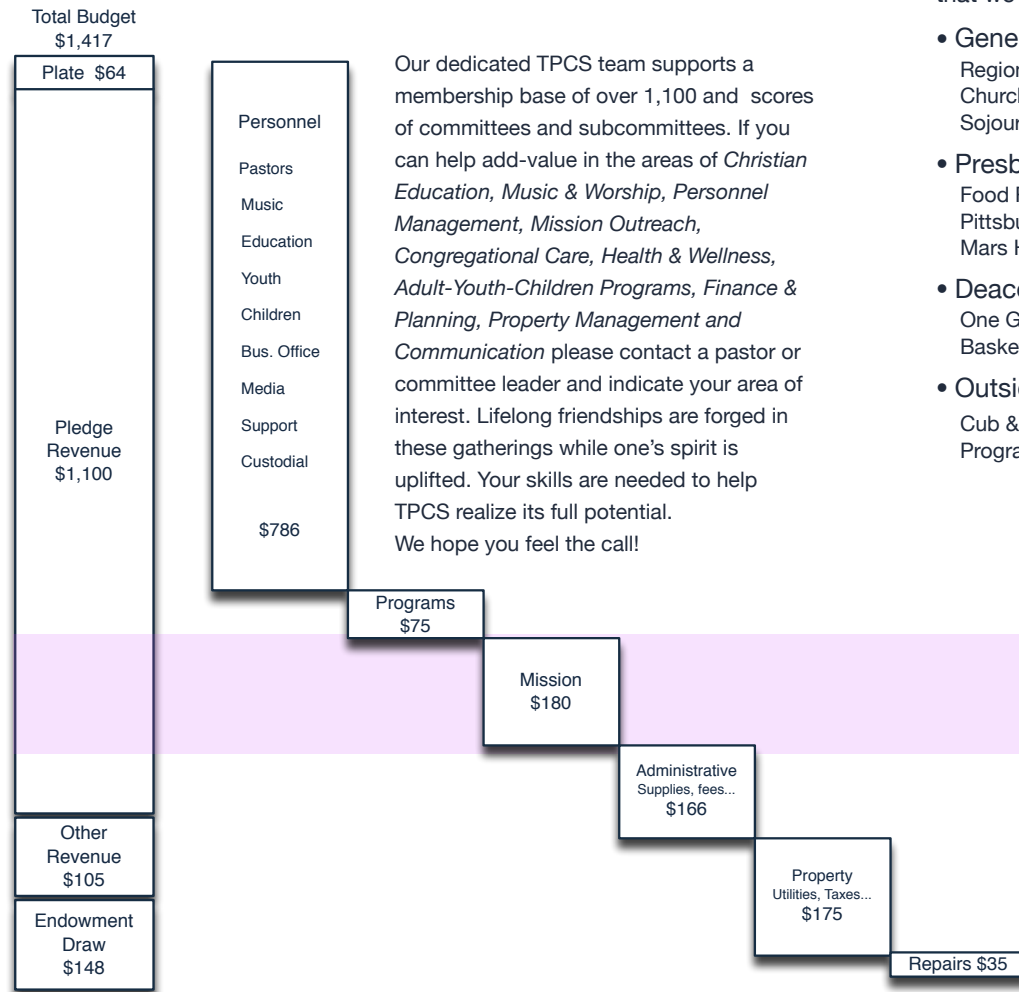 Total Budget
$1,417
Plate $64
Pledge
Revenue
$1,100
Other
Revenue
$105
Endowment
Draw
$148
Personnel
Pastors
Music
Education
Youth
Children
Bus. Office
Media
Support
Custodial
$786
Our dedicated TPCS team supports a
membership base of over 1,100 and scores
of committees and subcommittees. If you
can help add-value in the areas of Christian
Education, Music & Worship, Personnel
Management, Mission Outreach,
Congregational Care, Health & Wellness,
Adult-Youth-Children Programs, Finance &
Planning, Property Management and
Communication please contact a pastor or
committee leader and indicate your area of
interest. Lifelong friendships are forged in
these gatherings while one’s spirit is
uplifted. Your skills are needed to help
TPCS realize its full potential.
We hope you feel the call!
Programs
$75
Mission
$180
Administrative
Supplies, fees...
$166
Property
Utilities, Taxes...
$175
Repairs $35
• Gene
Region
Church
Sojour
• Presb
Food
Pittsbu
Mars
• Deac
One G
Baske
• Outsi
Cub &
Progra